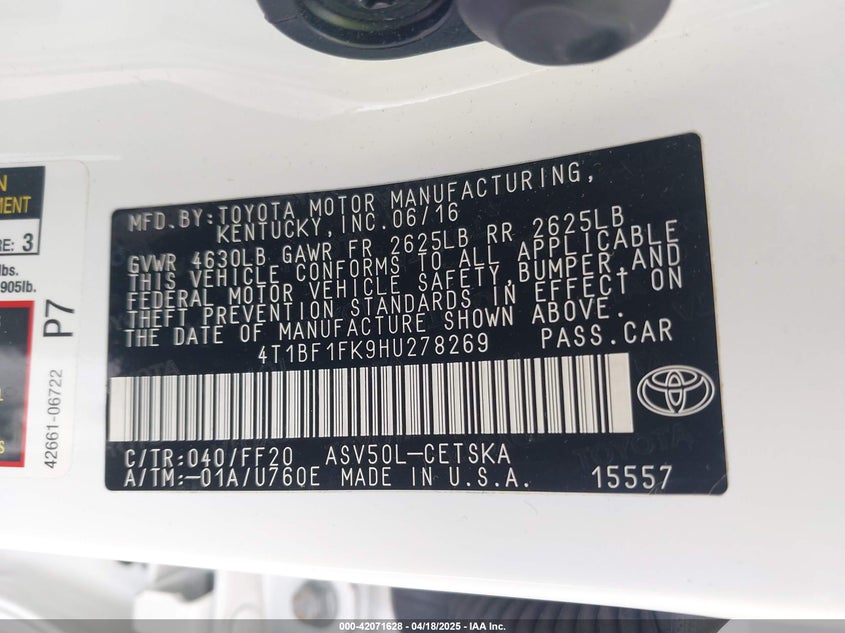 MFD.BY:TOYOTA MOTOR MANUFACTURING,
KENTUCKY,INC.06/16
GVWR 4630LB GAWR FR 2625LB RR 2625LB
THIS VEHICLE CONFORMS TO ALL APPLICABLE
FEDERAL MOTOR VEHICLE SAFETY,BUMPER,AND
THEFT PREVENTION STANDARDS IN EFFECT ON
THE DATE OF MANUFACTURE SHOWN ABOVE.
4T1BF1FK9HU278269 PASS.CAR
C/TR:040/FF20 ASV50L-CETSKA
A/TM:-01A/U760E MADE IN U.S.A. 15557
MENT
RE: 3
lbs.
905lb.
P7
42661-06722
000-42071628 - 04/18/2025 - IAA Inc.